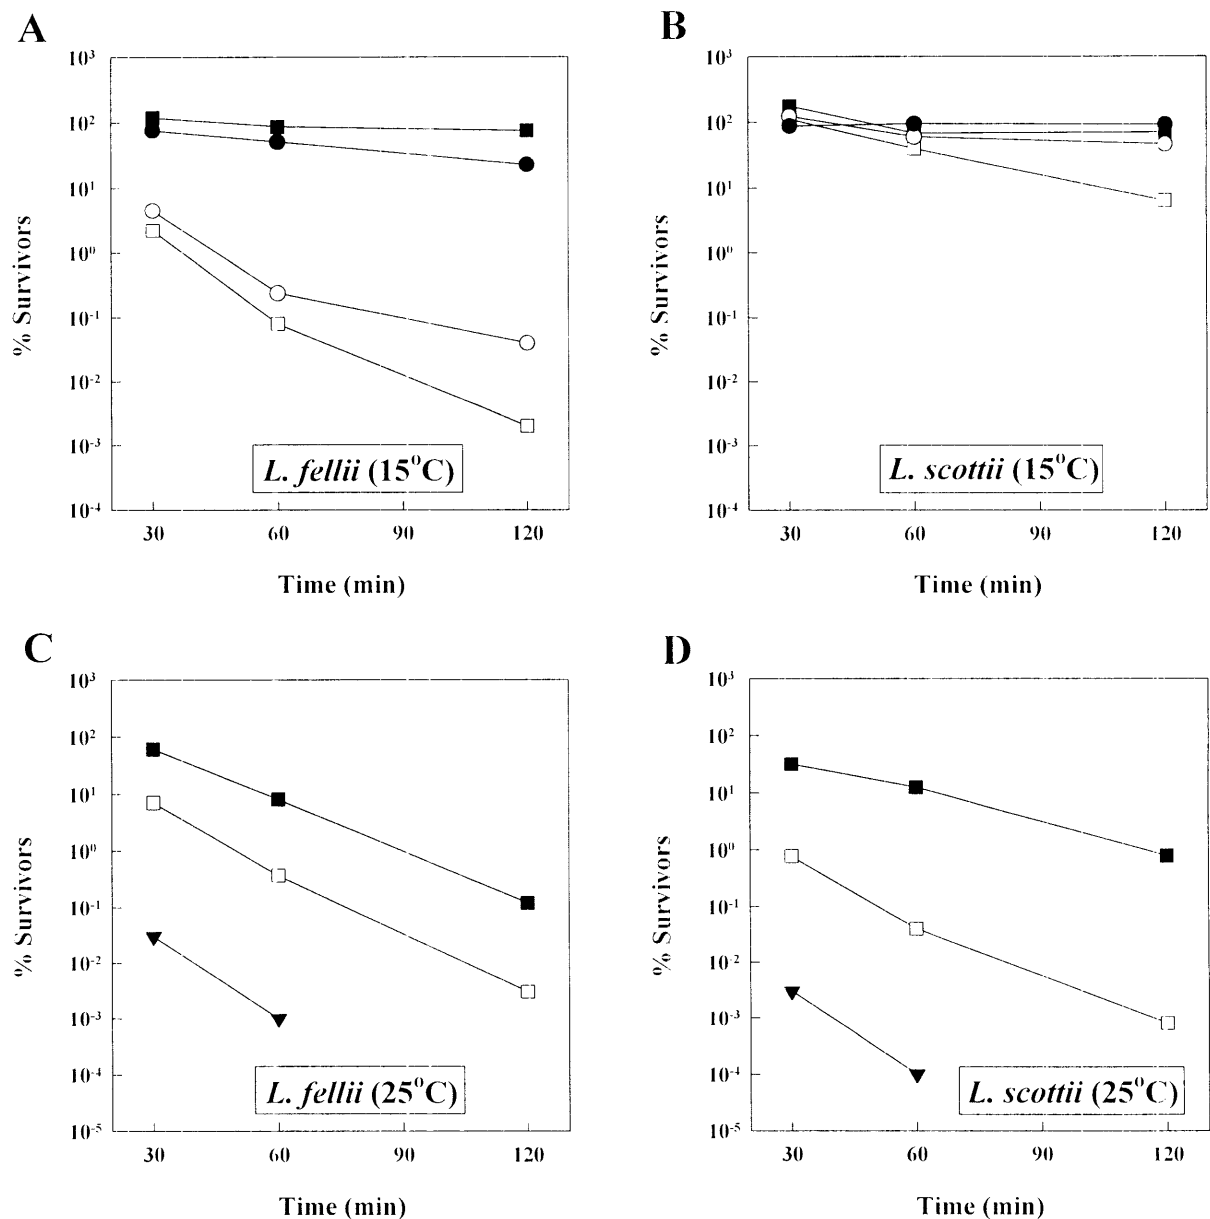 A
10³
10²
10¹
10⁰
10⁻¹
10⁻²
10⁻³
10⁻⁴
% Survivors
L. fellii (15°C)
30 60 90 120
Time (min)
B
10³
10²
10¹
10⁰
10⁻¹
10⁻²
10⁻³
10⁻⁴
% Survivors
L. scottii (15°C)
30 60 90 120
Time (min)
C
10³
10²
10¹
10⁰
10⁻¹
10⁻²
10⁻³
10⁻⁴
10⁻⁵
% Survivors
L. fellii (25°C)
30 60 90 120
Time (min)
D
10³
10²
10¹
10⁰
10⁻¹
10⁻²
10⁻³
10⁻⁴
10⁻⁵
% Survivors
L. scottii (25°C)
30 60 90 120
Time (min)